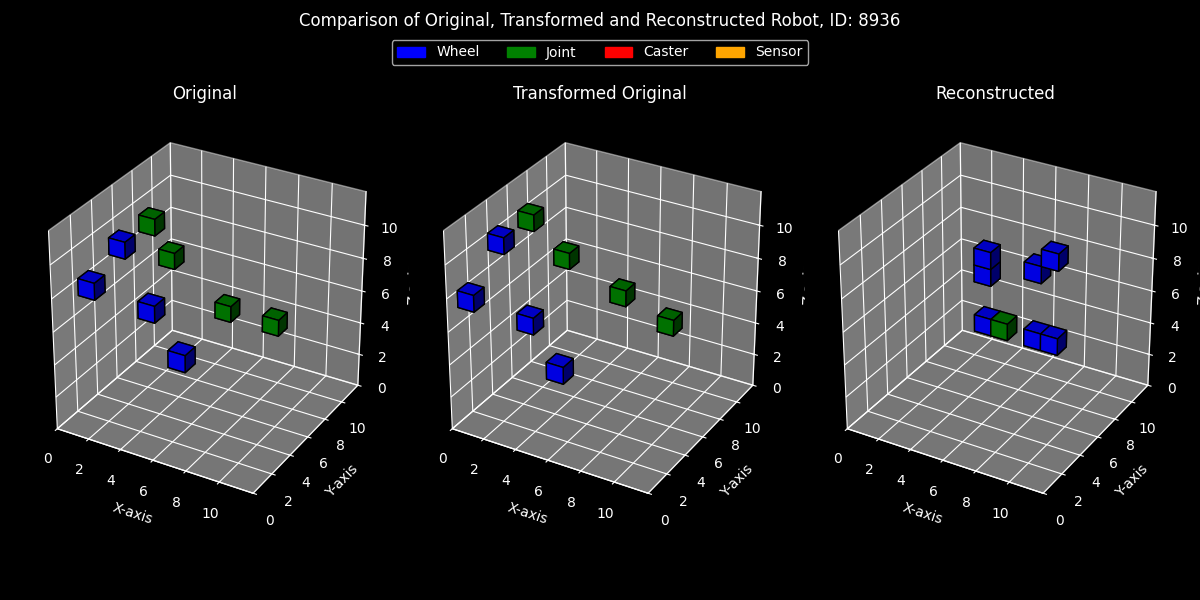 Comparison of Original, Transformed and Reconstructed Robot, ID: 8936
Wheel Joint Caster Sensor
Original Transformed Original Reconstructed
10 10 10
8 8 8
6 6 6
4 4 4
2 2 2
0 0 0
0 2 4 6 8 10 0 2 4 6 8 10 0 2 4 6 8 10
X-axis X-axis X-axis
0 2 4 6 8 10 0 2 4 6 8 10 0 2 4 6 8 10
Y-axis Y-axis Y-axis